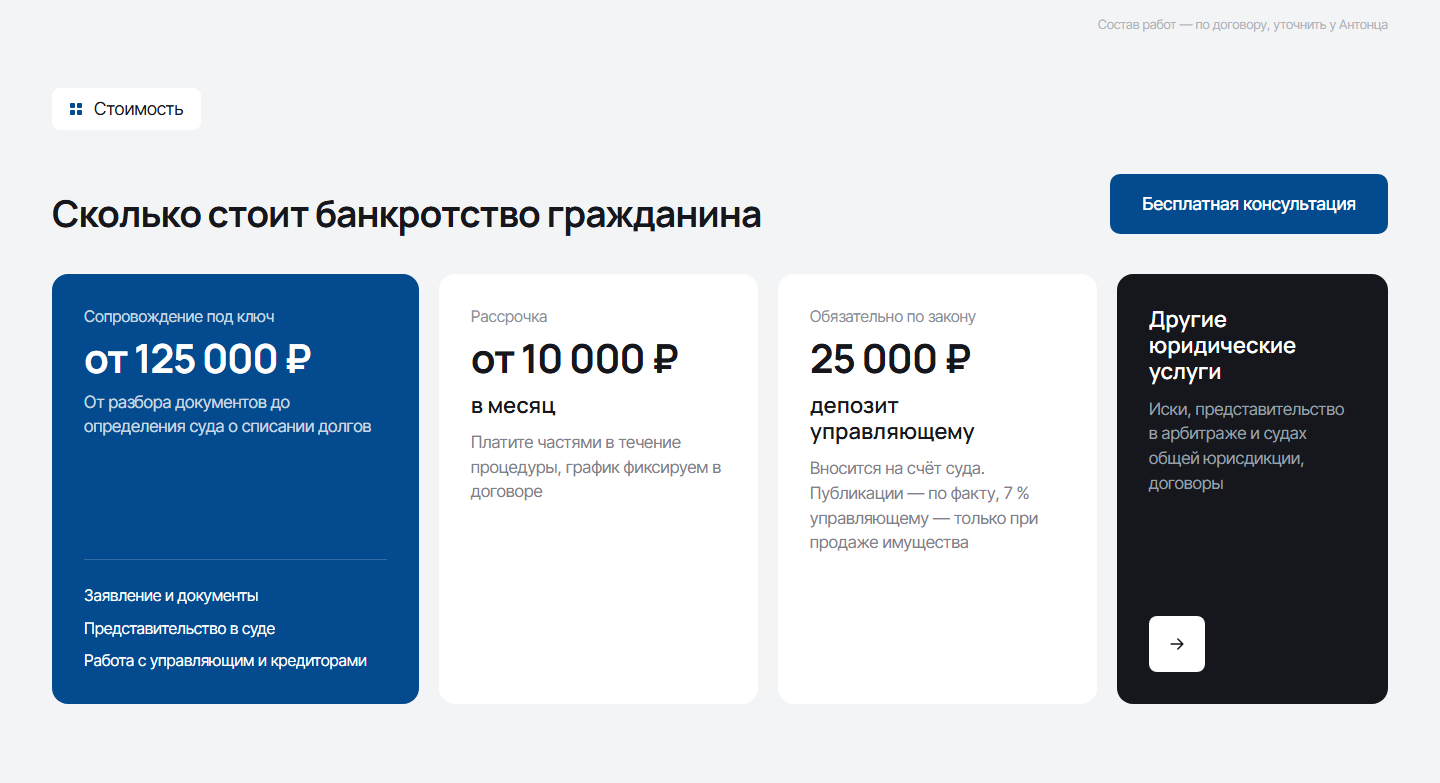 Состав работ — по договору, уточнить у Антонца
Стоимость
Сколько стоит банкротство гражданина
Бесплатная консультация
Сопровождение под ключ
от 125 000 ₽
От разбора документов до
определения суда о списании долгов
Заявление и документы
Представительство в суде
Работа с управляющим и кредиторами
Рассрочка
от 10 000 ₽
в месяц
Платите частями в течение
процедуры, график фиксируем в
договоре
Обязательно по закону
25 000 ₽
депозит
управляющему
Вносится на счёт суда.
Публикации — по факту, 7 %
управляющему — только при
продаже имущества
Другие
юридические
услуги
Иски, представительство
в арбитраже и судах
общей юрисдикции,
договоры